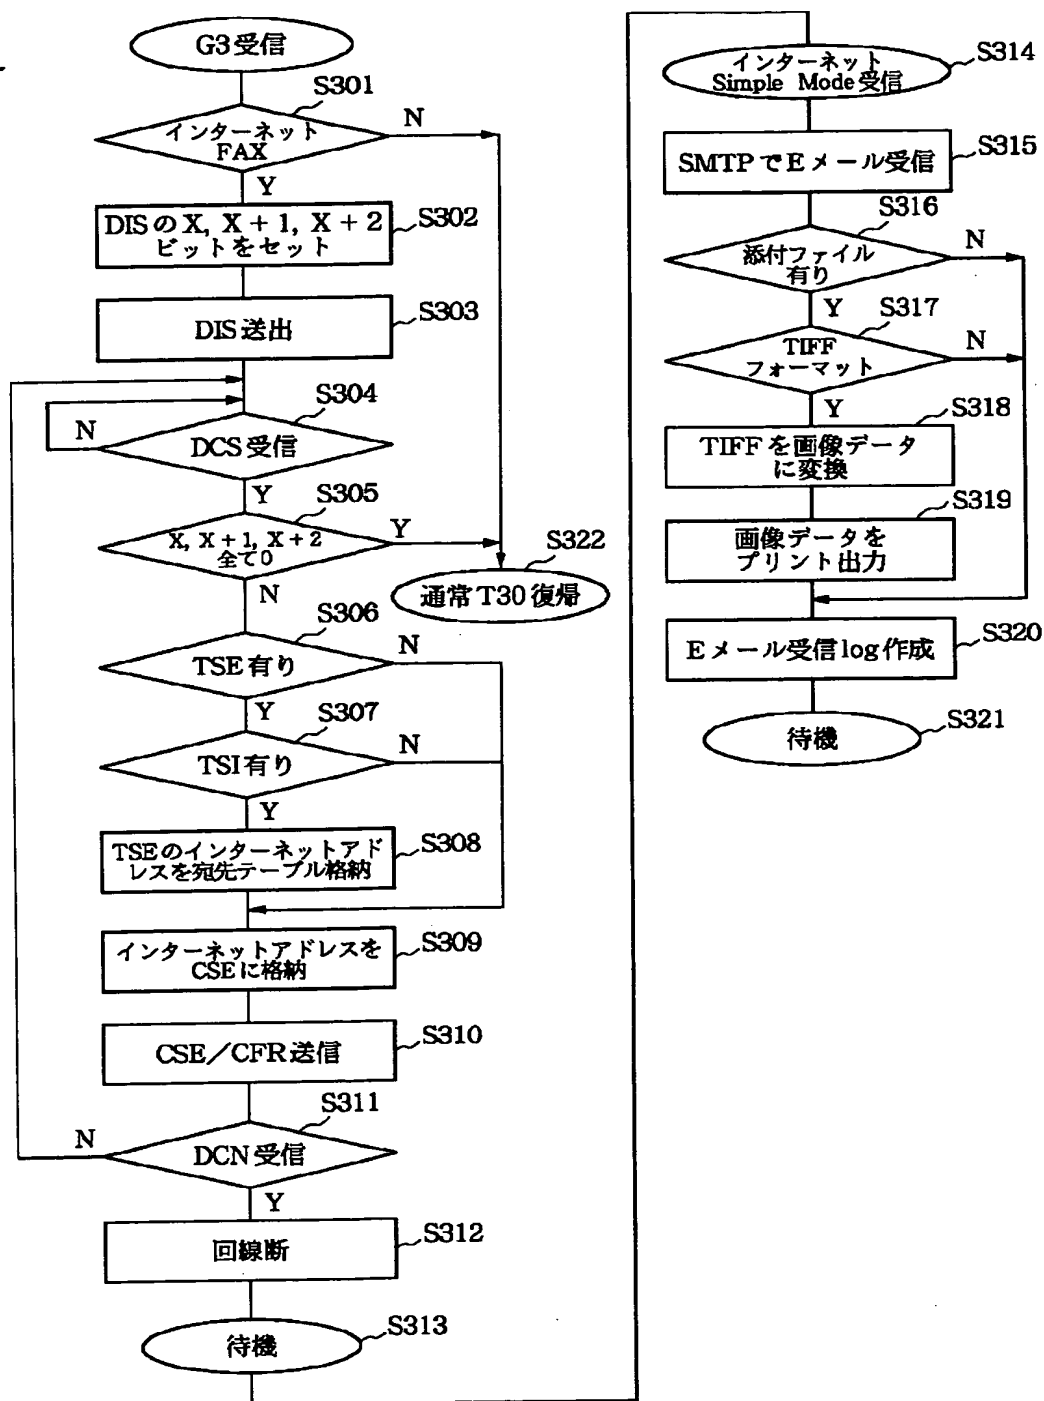 G3受信
S301
インターネット
FAX
N
Y
S302
DISのX, X+1, X+2
ビットをセット
S303
DIS送出
S304
DCS受信
N
Y
S305
X, X+1, X+2
全て0
Y
N
S322
通常T30復帰
S306
TSE有り
N
Y
S307
TSI有り
N
Y
S308
TSEのインターネットアド
レスを宛先テーブル格納
S309
インターネットアドレスを
CSEに格納
S310
CSE/CFR送信
S311
DCN受信
N
Y
S312
回線断
S313
待機
S314
インターネット
Simple Mode受信
S315
SMTPでEメール受信
S316
添付ファイル
有り
N
Y
S317
TIFF
フォーマット
N
Y
S318
TIFFを画像データ
に変換
S319
画像データを
プリント出力
S320
Eメール受信log作成
S321
待機